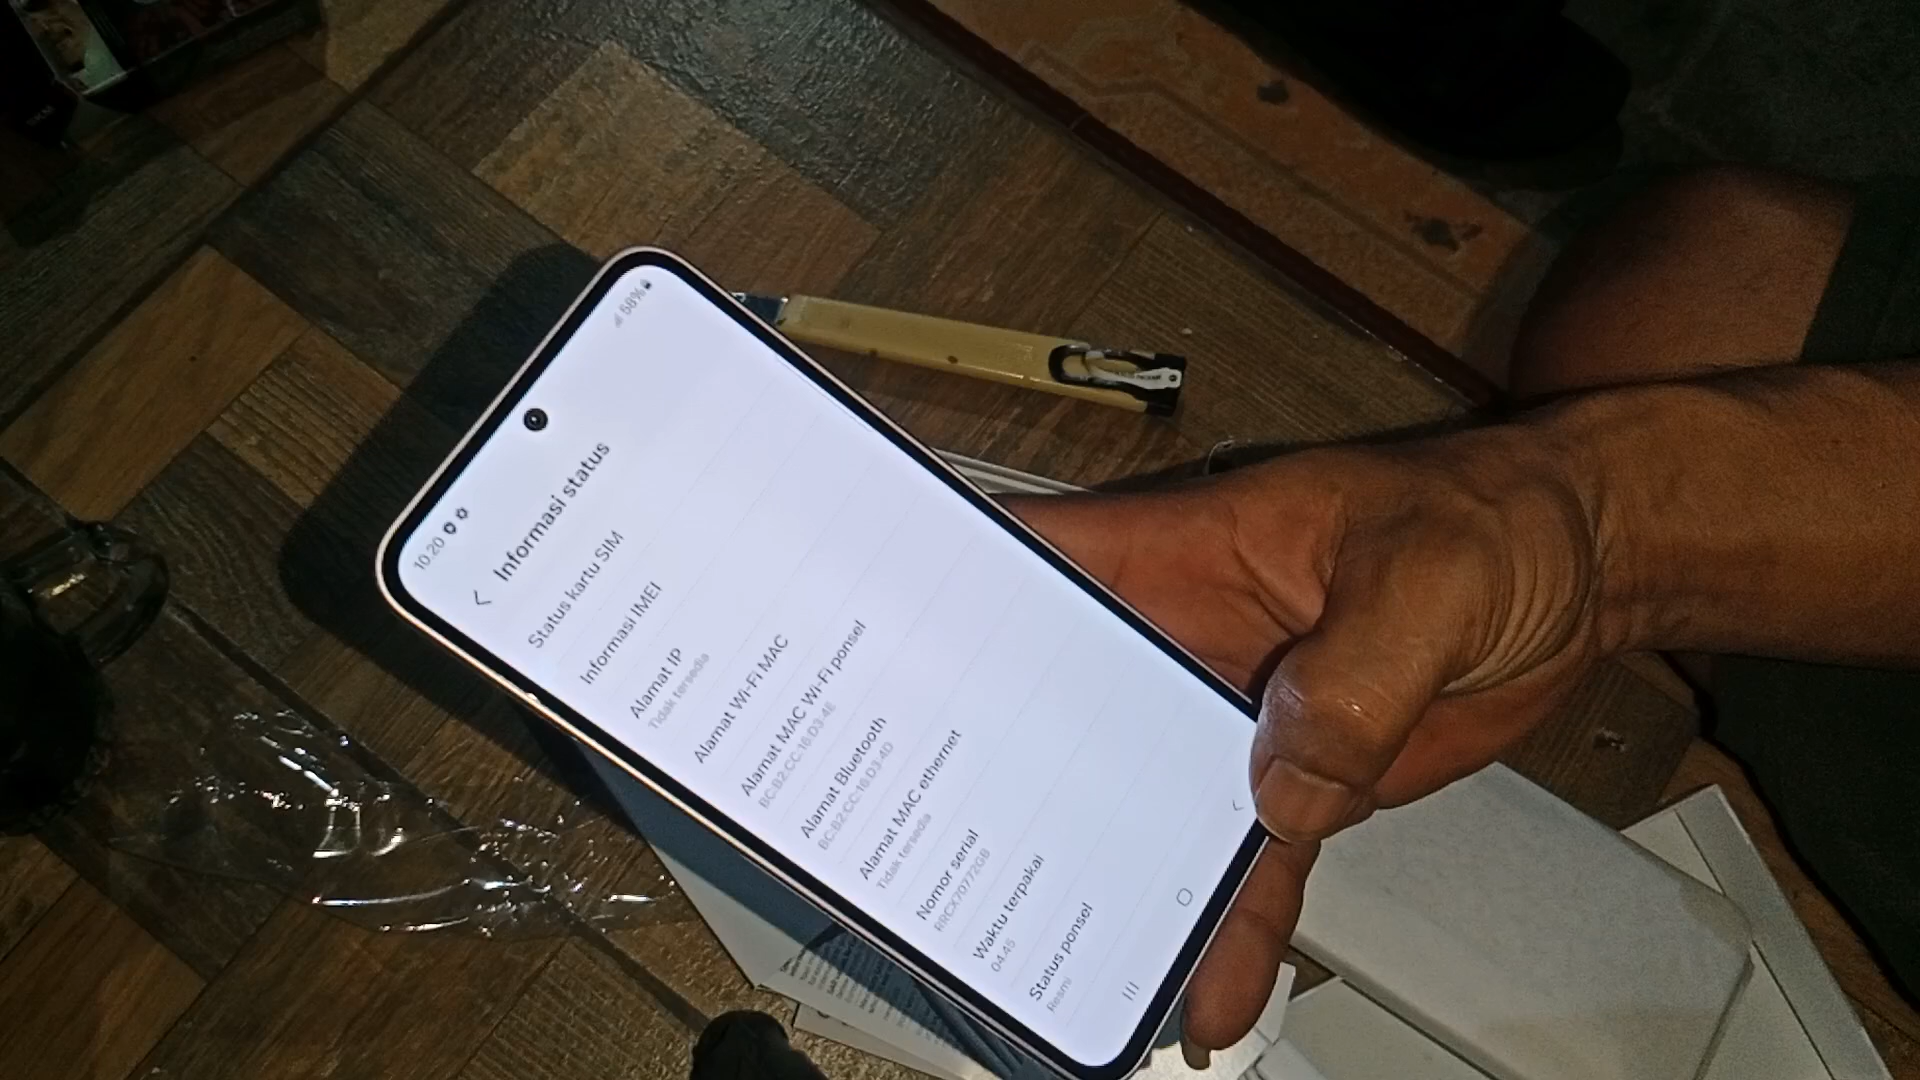 10.20
58%
Informasi status
Status kartu SIM
Informasi IMEI
Alamat IP
Tidak tersedia
Alamat Wi-Fi MAC
Alamat MAC Wi-Fi ponsel
BC:B2:CC:16:D3:4E
Alamat Bluetooth
BC:B2:CC:16:D3:4D
Alamat MAC ethernet
Tidak tersedia
Nomor serial
RRCX70772GB
Waktu terpakai
04.45
Status ponsel
Resmi